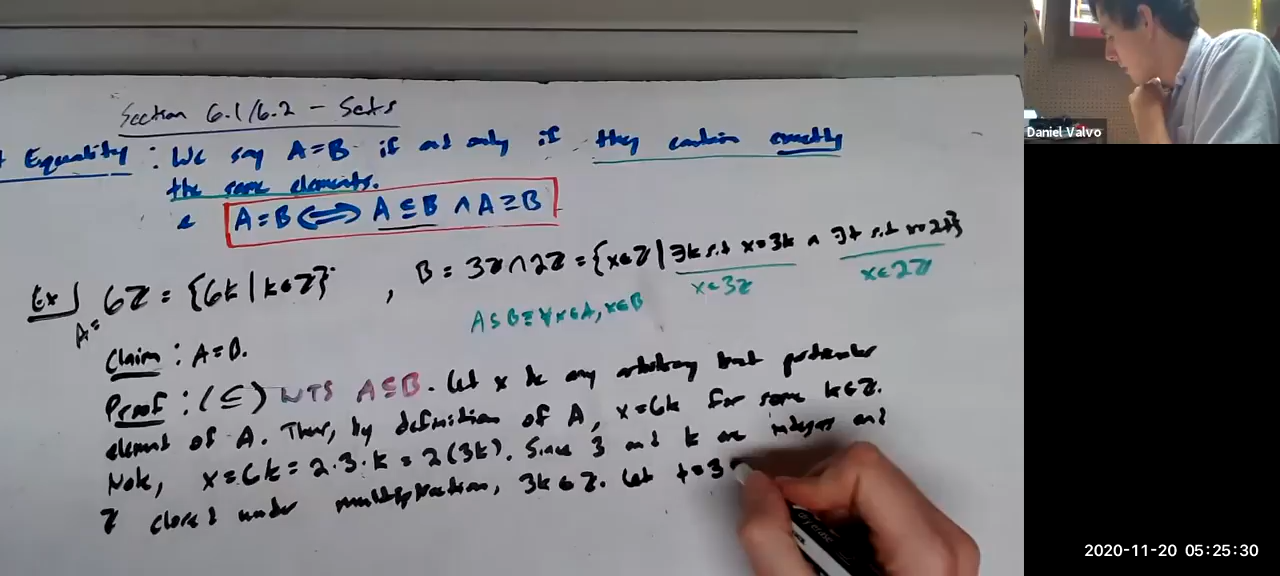 Section 6.1/6.2 - Sets
Equality: We say A=B if and only if they contain exactly
the same elements.
A=B ⟺ A⊆B ∧ A⊇B
Ex] 6ℤ = {6k | k∈ℤ}, B = 3ℤ∩2ℤ = {x∈ℤ | ∃k s.t x=3k ∧ ∃t s.t x=2t}
A=
x∈3ℤ x∈2ℤ
A⊆B ≡ ∀x∈A, x∈B
Claim: A=B.
Proof: (⊆) WTS A⊆B. Let x be any arbitrary but particular
element of A. Then, by definition of A, x=6k for some k∈ℤ.
Note, x=6k = 2·3·k = 2(3k). Since 3 and k are integers and
ℤ closed under multiplication, 3k∈ℤ. Let t=3
Daniel Valvo
2020-11-20 05:25:30